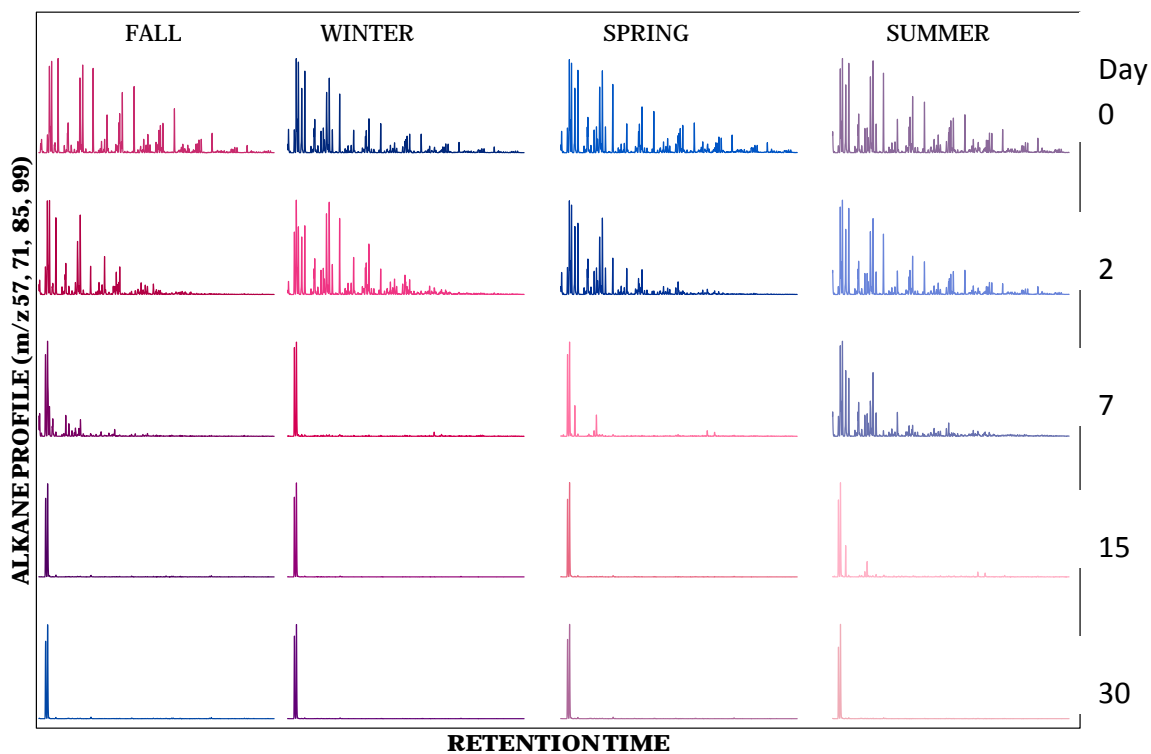 FALL WINTER SPRING SUMMER
Day
0
2
7
15
30
ALKANE PROFILE (m/z 57, 71, 85, 99)
RETENTION TIME